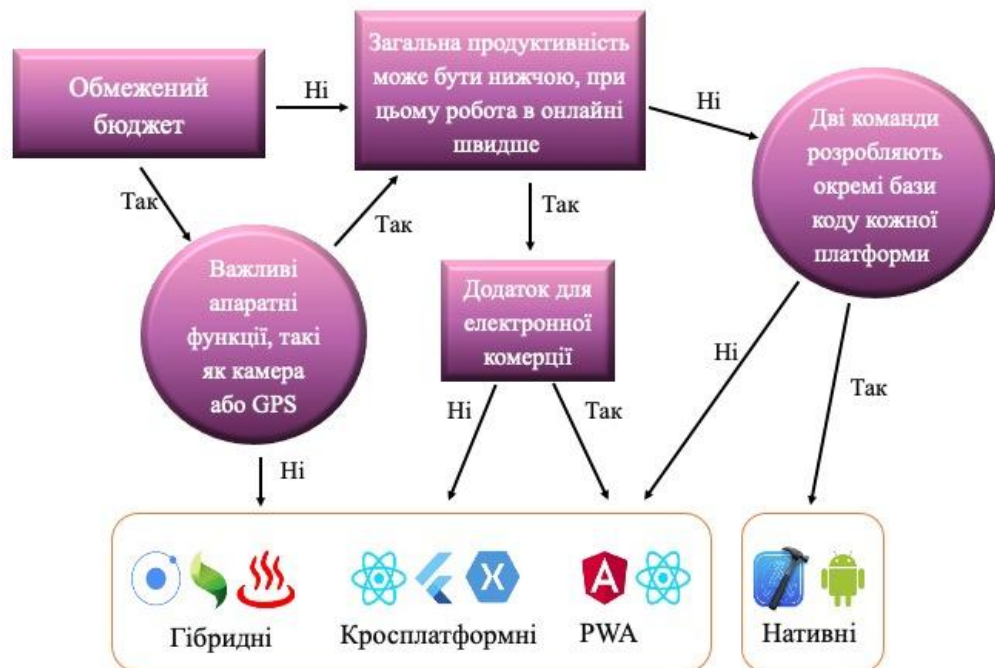 Обмежений
бюджет
Ні
Загальна продуктивність
може бути нижчою, при
цьому робота в онлайні
швидше
Ні
Дві команди
розробляють
окремі бази
коду кожної
платформи
Так
Так
Так
Важливі
апаратні
функції, такі
як камера
або GPS
Додаток для
електронної
комерції
Ні
Так
Ні
Так
Ні
Гібридні
Кросплатформні
PWA
Нативні